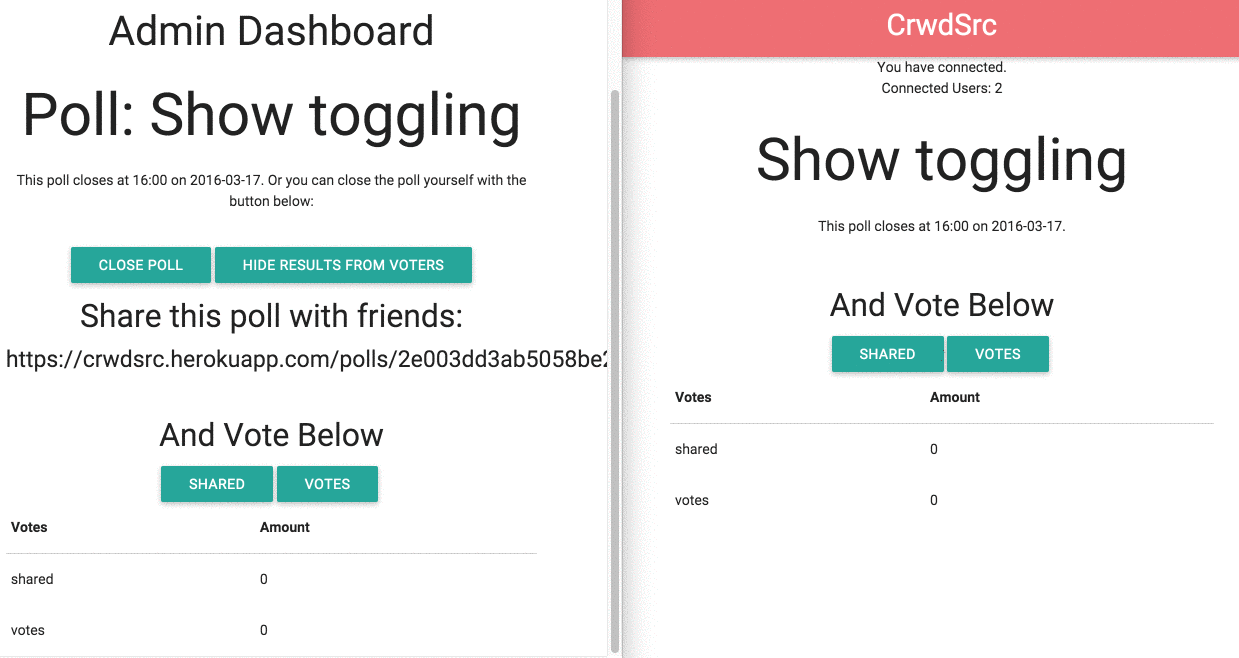 Admin Dashboard
Poll: Show toggling
This poll closes at 16:00 on 2016-03-17. Or you can close the poll yourself with the
button below:
CLOSE POLL
HIDE RESULTS FROM VOTERS
Share this poll with friends:
https://crwdsrc.herokuapp.com/polls/2e003dd3ab5058be2
And Vote Below
SHARED
VOTES
Votes Amount
shared 0
votes 0
CrwdSrc
You have connected.
Connected Users: 2
Show toggling
This poll closes at 16:00 on 2016-03-17.
And Vote Below
SHARED
VOTES
Votes Amount
shared 0
votes 0